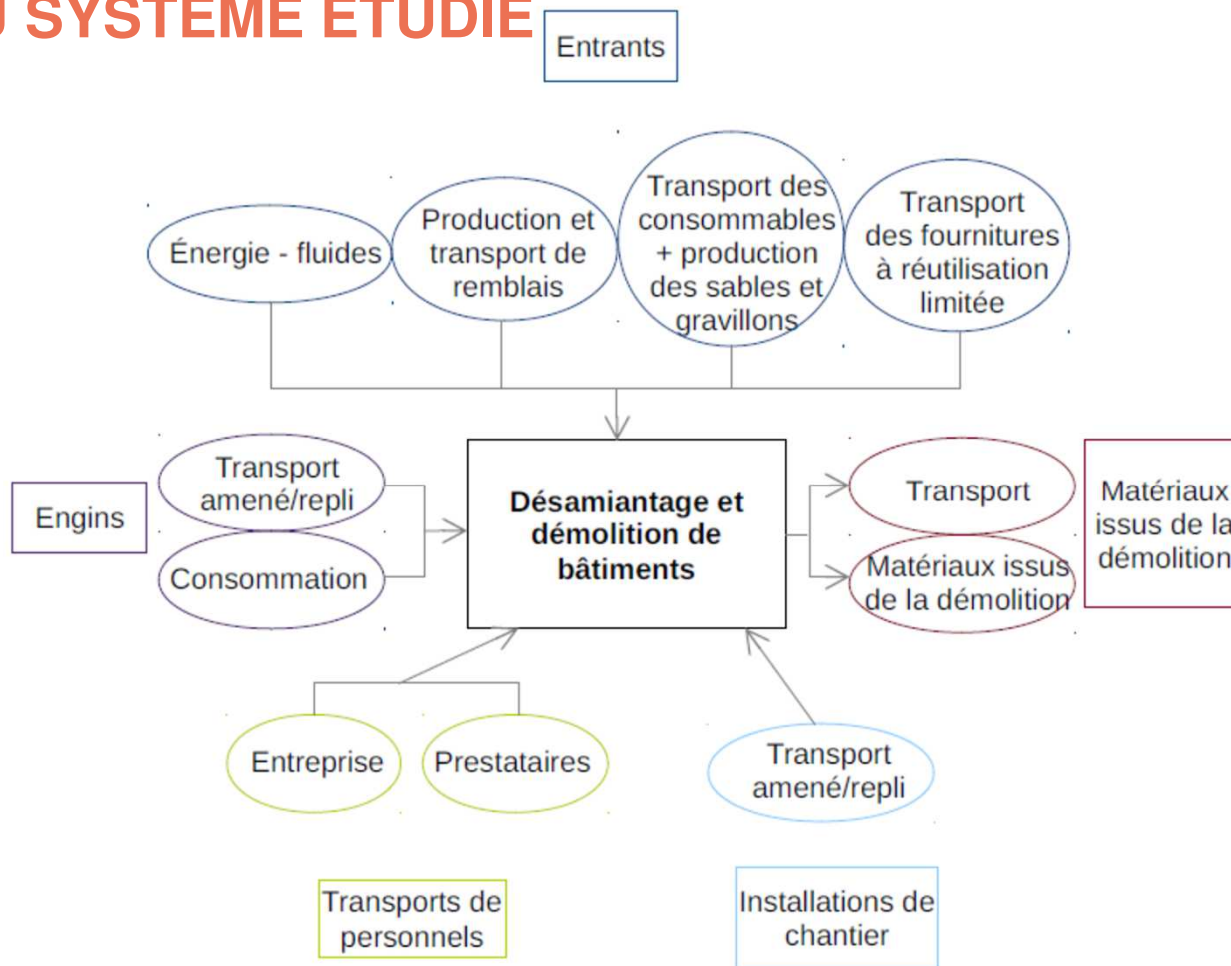 U SYSTÈME ÉTUDIÉ
Entrants
Énergie - fluides
Production et
transport de
remblais
Transport des
consommables
+ production
des sables et
gravillons
Transport
des fournitures
à réutilisation
limitée
Engins
Transport
amené/repli
Consommation
Désamiantage et
démolition de
bâtiments
Transport
Matériaux issus
de la démolition
Matériaux
issus de la
démolition
Entreprise
Prestataires
Transport
amené/repli
Transports de
personnels
Installations de
chantier